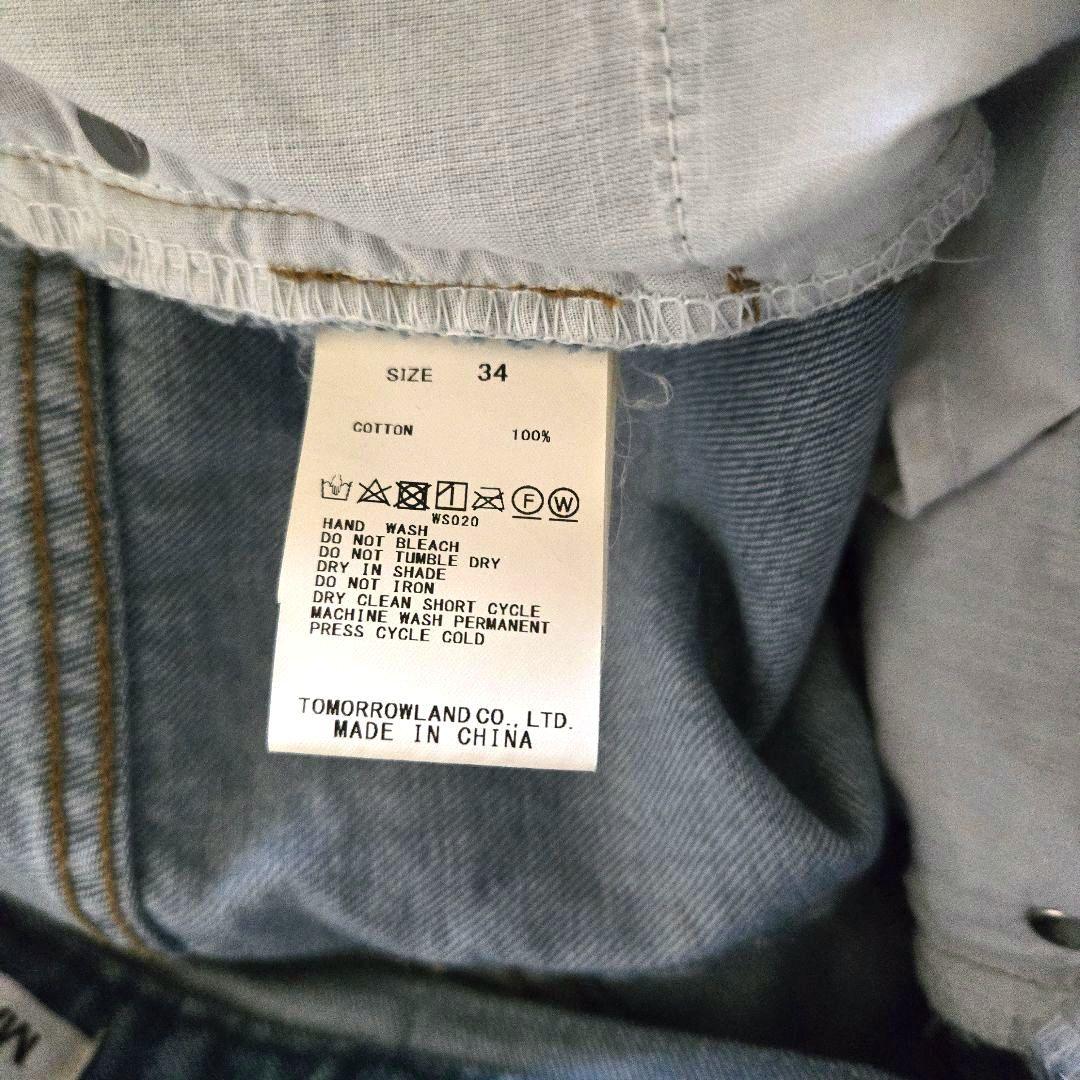 SIZE 34
COTTON 100%
F W
WS020
HAND WASH
DO NOT BLEACH
DO NOT TUMBLE DRY
DRY IN SHADE
DO NOT IRON
DRY CLEAN SHORT CYCLE
MACHINE WASH PERMANENT
PRESS CYCLE COLD
TOMORROWLAND CO., LTD.
MADE IN CHINA